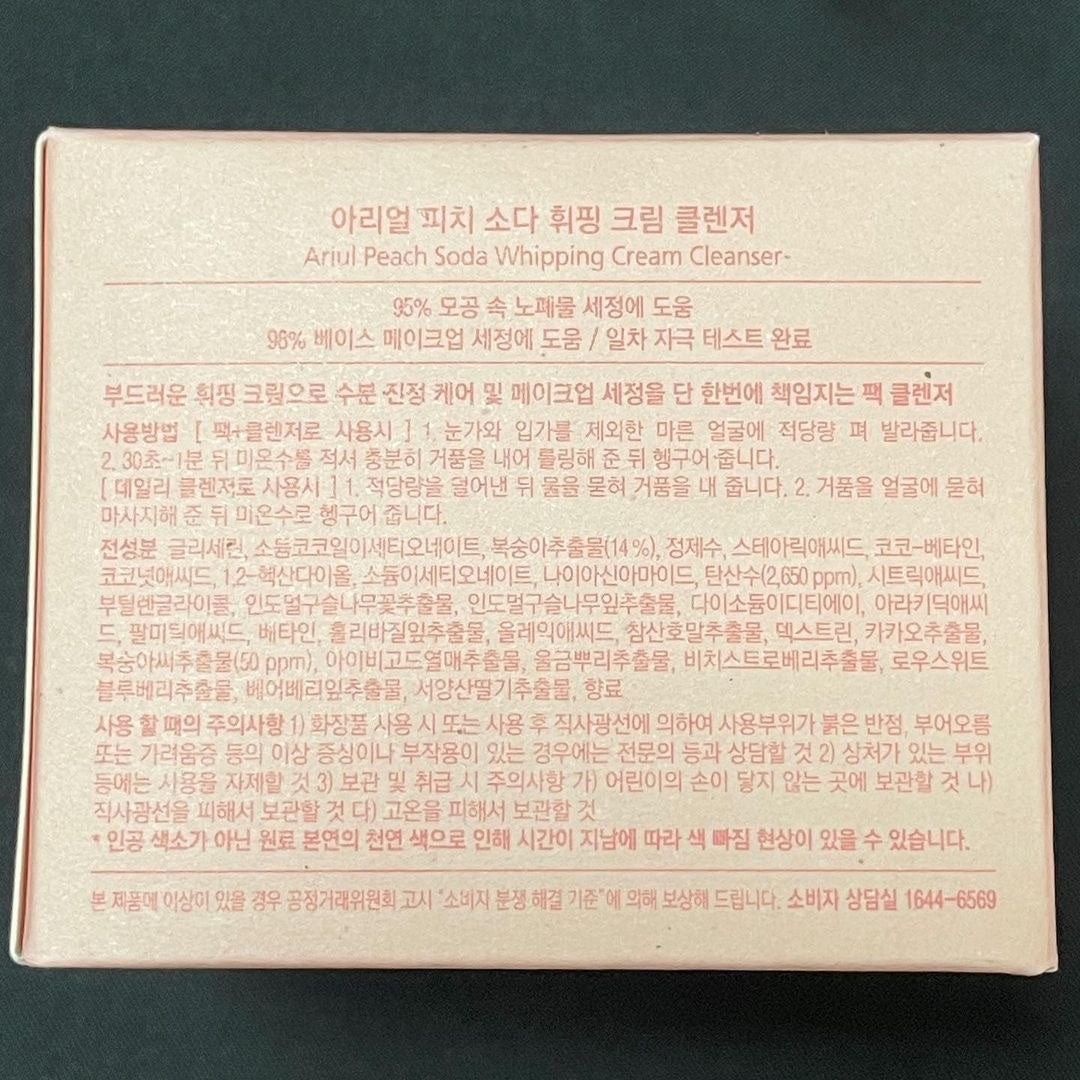 아리얼 피치 소다 휘핑 크림 클렌저
Ariul Peach Soda Whipping Cream Cleanser
95% 모공 속 노폐물 세정에 도움
98% 베이스 메이크업 세정에 도움 / 일차 자극 테스트 완료
부드러운 휘핑 크림으로 수분 진정 케어 및 메이크업 세정을 단 한번에 책임지는 팩 클렌저
사용방법 [ 팩+클렌저로 사용시 ] 1. 눈가와 입가를 제외한 마른 얼굴에 적당량 펴 발라줍니다.
2. 30초~1분 뒤 미온수를 적셔 충분히 거품을 내어 롤링해 준 뒤 헹구어 줍니다.
[ 데일리 클렌저로 사용시 ] 1. 적당량을 덜어낸 뒤 물을 묻혀 거품을 내 줍니다. 2. 거품을 얼굴에 묻혀
마사지해 준 뒤 미온수로 헹구어 줍니다.
전성분 글리세린, 소듐코코일이세티오네이트, 복숭아추출물(14%), 정제수, 스테아릭애씨드, 코코-베타인,
코코넛애씨드, 1,2-헥산다이올, 소듐이세티오네이트, 나이아신아마이드, 탄산수(2,650 ppm), 시트릭애씨드,
부틸렌글라이콜, 인도멀구슬나무꽃추출물, 인도멀구슬나무잎추출물, 다이소듐이디티에이, 아라키딕애씨
드, 팔미틱애씨드, 베타인, 홀리바질잎추출물, 올레익애씨드, 참산호말추출물, 덱스트린, 카카오추출물,
복숭아씨추출물(50 ppm), 아이비고드열매추출물, 울금뿌리추출물, 비치스트로베리추출물, 로우스위트
블루베리추출물, 베어베리잎추출물, 서양산딸기추출물, 향료
사용 할 때의 주의사항 1) 화장품 사용 시 또는 사용 후 직사광선에 의하여 사용부위가 붉은 반점, 부어오름
또는 가려움증 등의 이상 증상이나 부작용이 있는 경우에는 전문의 등과 상담할 것 2) 상처가 있는 부위
등에는 사용을 자제할 것 3) 보관 및 취급 시 주의사항 가) 어린이의 손이 닿지 않는 곳에 보관할 것 나)
직사광선을 피해서 보관할 것 다) 고온을 피해서 보관할 것
* 인공 색소가 아닌 원료 본연의 천연 색으로 인해 시간이 지남에 따라 색 빠짐 현상이 있을 수 있습니다.
본 제품에 이상이 있을 경우 공정거래위원회 고시 "소비자 분쟁 해결 기준"에 의해 보상해 드립니다. 소비자 상담실 1644-6569